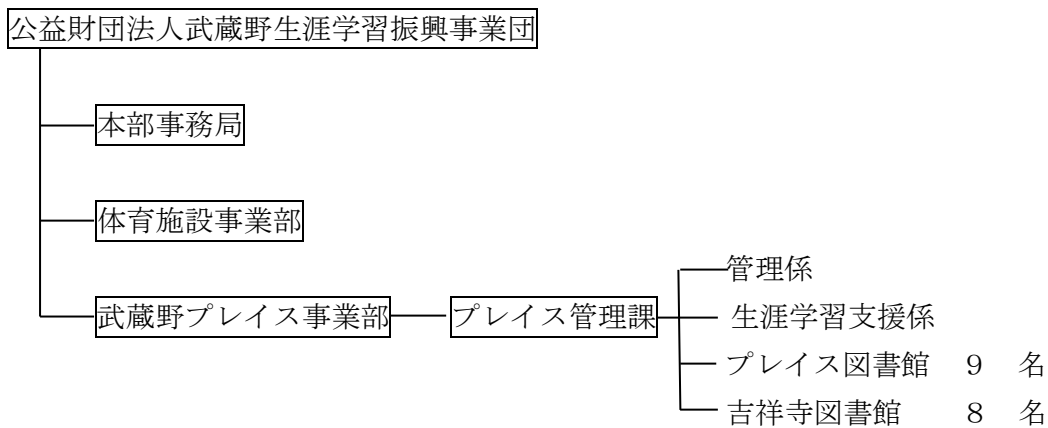 公益財団法人武蔵野生涯学習振興事業団
本部事務局
体育施設事業部
管理係
武蔵野プレイス事業部 プレイス管理課 生涯学習支援係
プレイス図書館 9 名
吉祥寺図書館 8 名